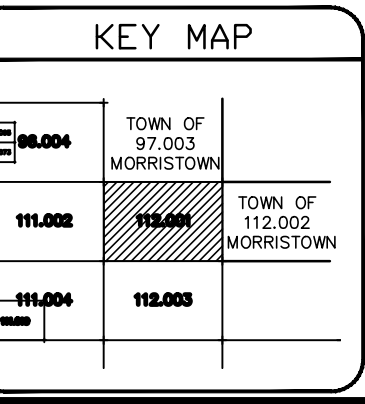 KEY MAP
TOWN OF
97.003
MORRISTOWN
98.004
111.002
112.001
TOWN OF
112.002
MORRISTOWN
111.004
112.003